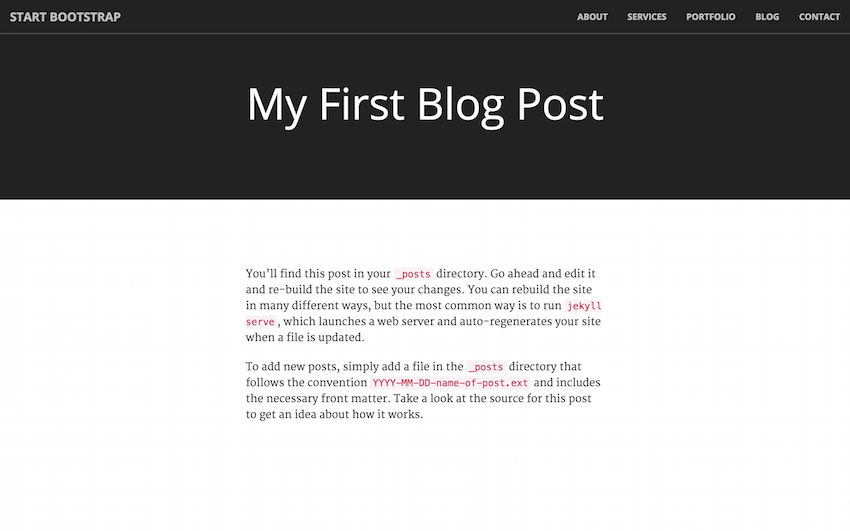 START BOOTSTRAP
ABOUT SERVICES PORTFOLIO BLOG CONTACT
My First Blog Post
You’ll find this post in your _posts directory. Go ahead and edit it
and re-build the site to see your changes. You can rebuild the site
in many different ways, but the most common way is to run jekyll
serve, which launches a web server and auto-regenerates your site
when a file is updated.
To add new posts, simply add a file in the _posts directory that
follows the convention YYYY-MM-DD-name-of-post.ext and includes
the necessary front matter. Take a look at the source for this post
to get an idea about how it works.